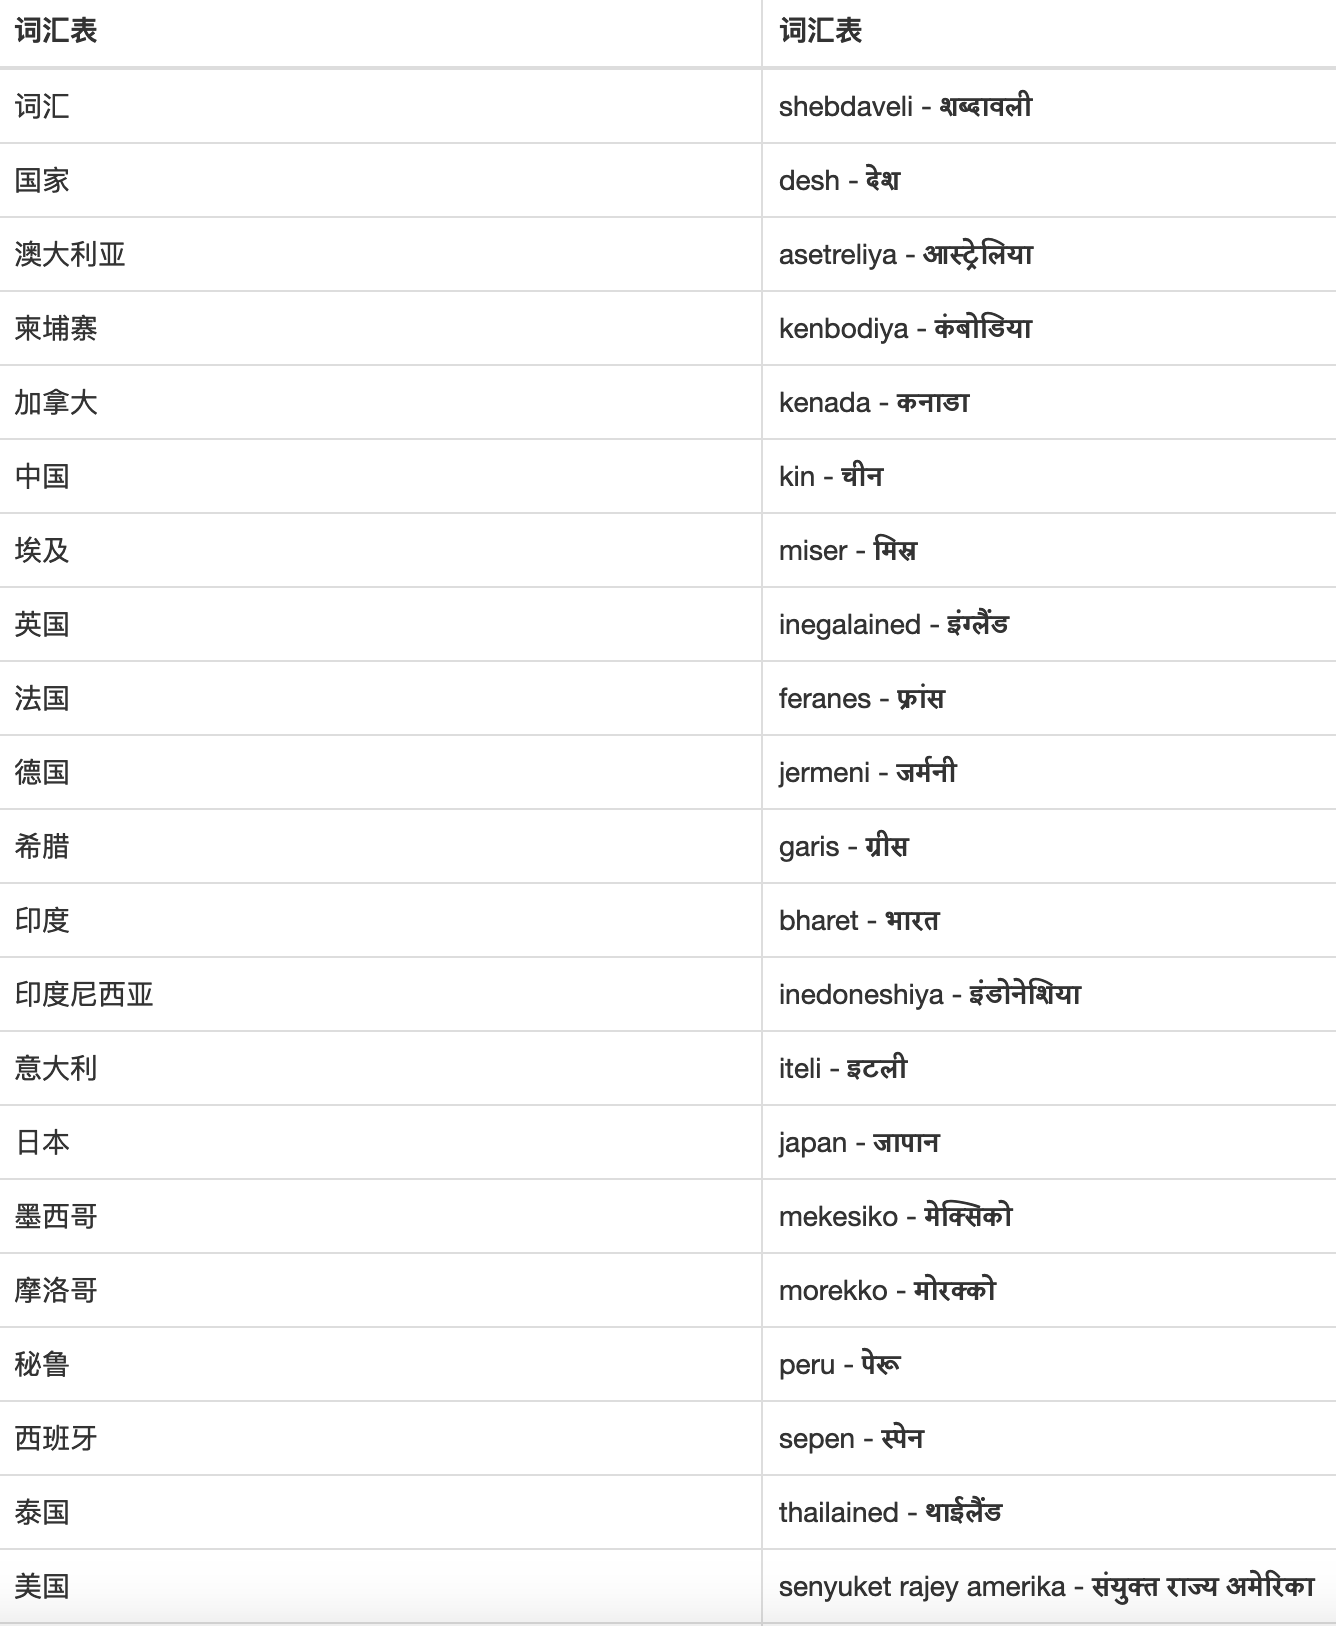 词汇表 词汇表
词汇 shebdaveli - शब्दावली
国家 desh - देश
澳大利亚 asetreliya - आस्ट्रेलिया
柬埔寨 kenbodiya - कंबोडिया
加拿大 kenada - कनाडा
中国 kin - चीन
埃及 miser - मिस्र
英国 inegalained - इंग्लैंड
法国 feranes - फ्रांस
德国 jermeni - जर्मनी
希腊 garis - ग्रीस
印度 bharet - भारत
印度尼西亚 inedoneshiya - इंडोनेशिया
意大利 iteli - इटली
日本 japan - जापान
墨西哥 mekesiko - मेक्सिको
摩洛哥 morekko - मोरक्को
秘鲁 peru - पेरू
西班牙 sepen - स्पेन
泰国 thailained - थाईलैंड
美国 senyuket rajey amerika - संयुक्त राज्य अमेरिका